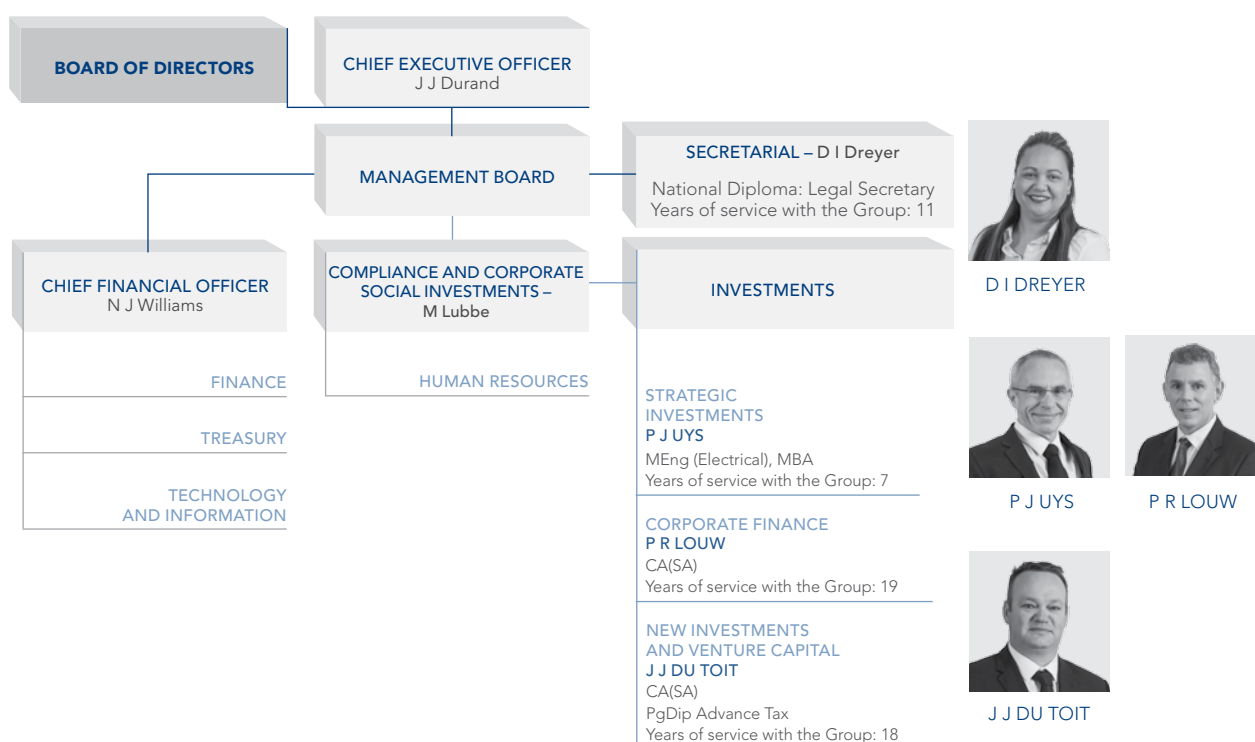 BOARD OF DIRECTORS
CHIEF EXECUTIVE OFFICER
J J Durand
MANAGEMENT BOARD
SECRETARIAL – D I Dreyer
National Diploma: Legal Secretary
Years of service with the Group: 11
D I DREYER
CHIEF FINANCIAL OFFICER
N J Williams
FINANCE
TREASURY
TECHNOLOGY
AND INFORMATION
COMPLIANCE AND CORPORATE
SOCIAL INVESTMENTS –
M Lubbe
HUMAN RESOURCES
INVESTMENTS
STRATEGIC
INVESTMENTS
P J UYS
MEng (Electrical), MBA
Years of service with the Group: 7
CORPORATE FINANCE
P R LOUW
CA(SA)
Years of service with the Group: 19
NEW INVESTMENTS
AND VENTURE CAPITAL
J J DU TOIT
CA(SA)
PgDip Advance Tax
Years of service with the Group: 18
P J UYS
P R LOUW
J J DU TOIT